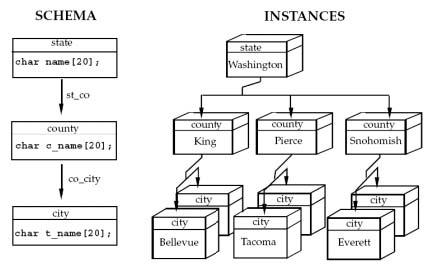 SCHEMA
state
char name[20];
st_co
county
char c_name[20];
co_city
city
char t_name[20];
INSTANCES
state
Washington
county county county
King Pierce Snohomish
city city city
city city city
Bellevue Tacoma Everett